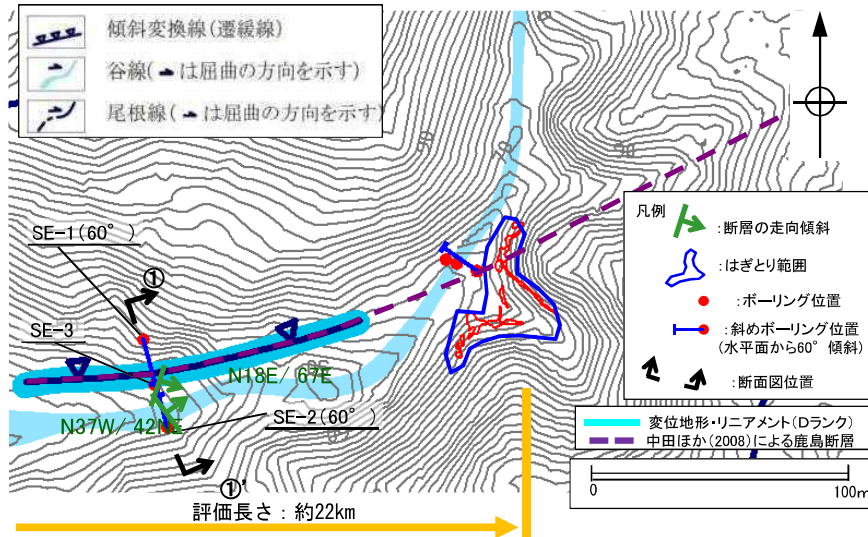 傾斜変換線(遷緩線)
谷線(は屈曲の方向を示す)
尾根線(は屈曲の方向を示す)
SE-1(60°)
①
SE-3
N18E/ 67E
SE-2(60°)
N37W/ 42NE
①’
評価長さ：約22km
凡例
:断層の走向傾斜
:はぎとり範囲
:ボーリング位置
:斜めボーリング位置
(水平面から60°傾斜)
:断面図位置
変位地形・リニアメント(Dランク)
中田ほか(2008)による鹿島断層
0
100m